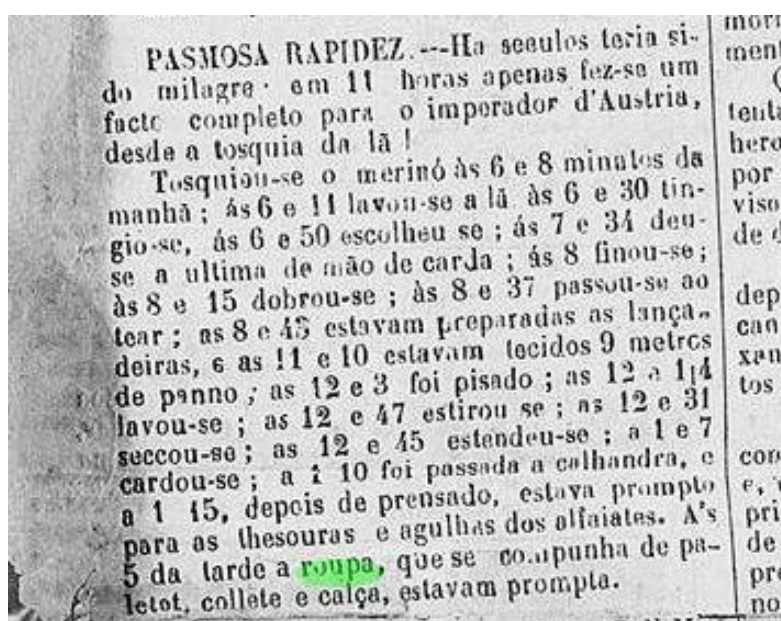 PASMOSA RAPIDEZ.---Ha seculos teria si-
do milagre em 11 horas apenas fez-se um
facto completo para o imperador d'Austria,
desde a tosquia da lã !
Tosquiou-se o merinó às 6 e 8 minutos da
manhã ; ás 6 e 11 lavou-se a lã às 6 e 30 tin-
gio-se, ás 6 e 50 escolheu se ; ás 7 e 34 deu-
se a ultima de mão de carda ; ás 8 finou-se ;
às 8 e 15 dobrou-se ; às 8 e 37 passou-se ao
tear ; as 8 e 43 estavam preparadas as lança-
deiras, e as 11 e 10 estavam tecidos 9 metros
de panno ; as 12 e 3 foi pisado ; as 12 e 1|4
lavou-se ; as 12 e 47 estirou se ; as 12 e 31
seccou-se ; as 12 e 45 estendeu-se ; a 1 e 7
cardou-se ; a 1 10 foi passada a calhandra, e
a 1 15, depois de prensado, estava prompto
para as thesouras e agulhas dos alfaiates. A's
5 da tarde a roupa, que se compunha de pa-
letot, collete e calça, estavam prompta.